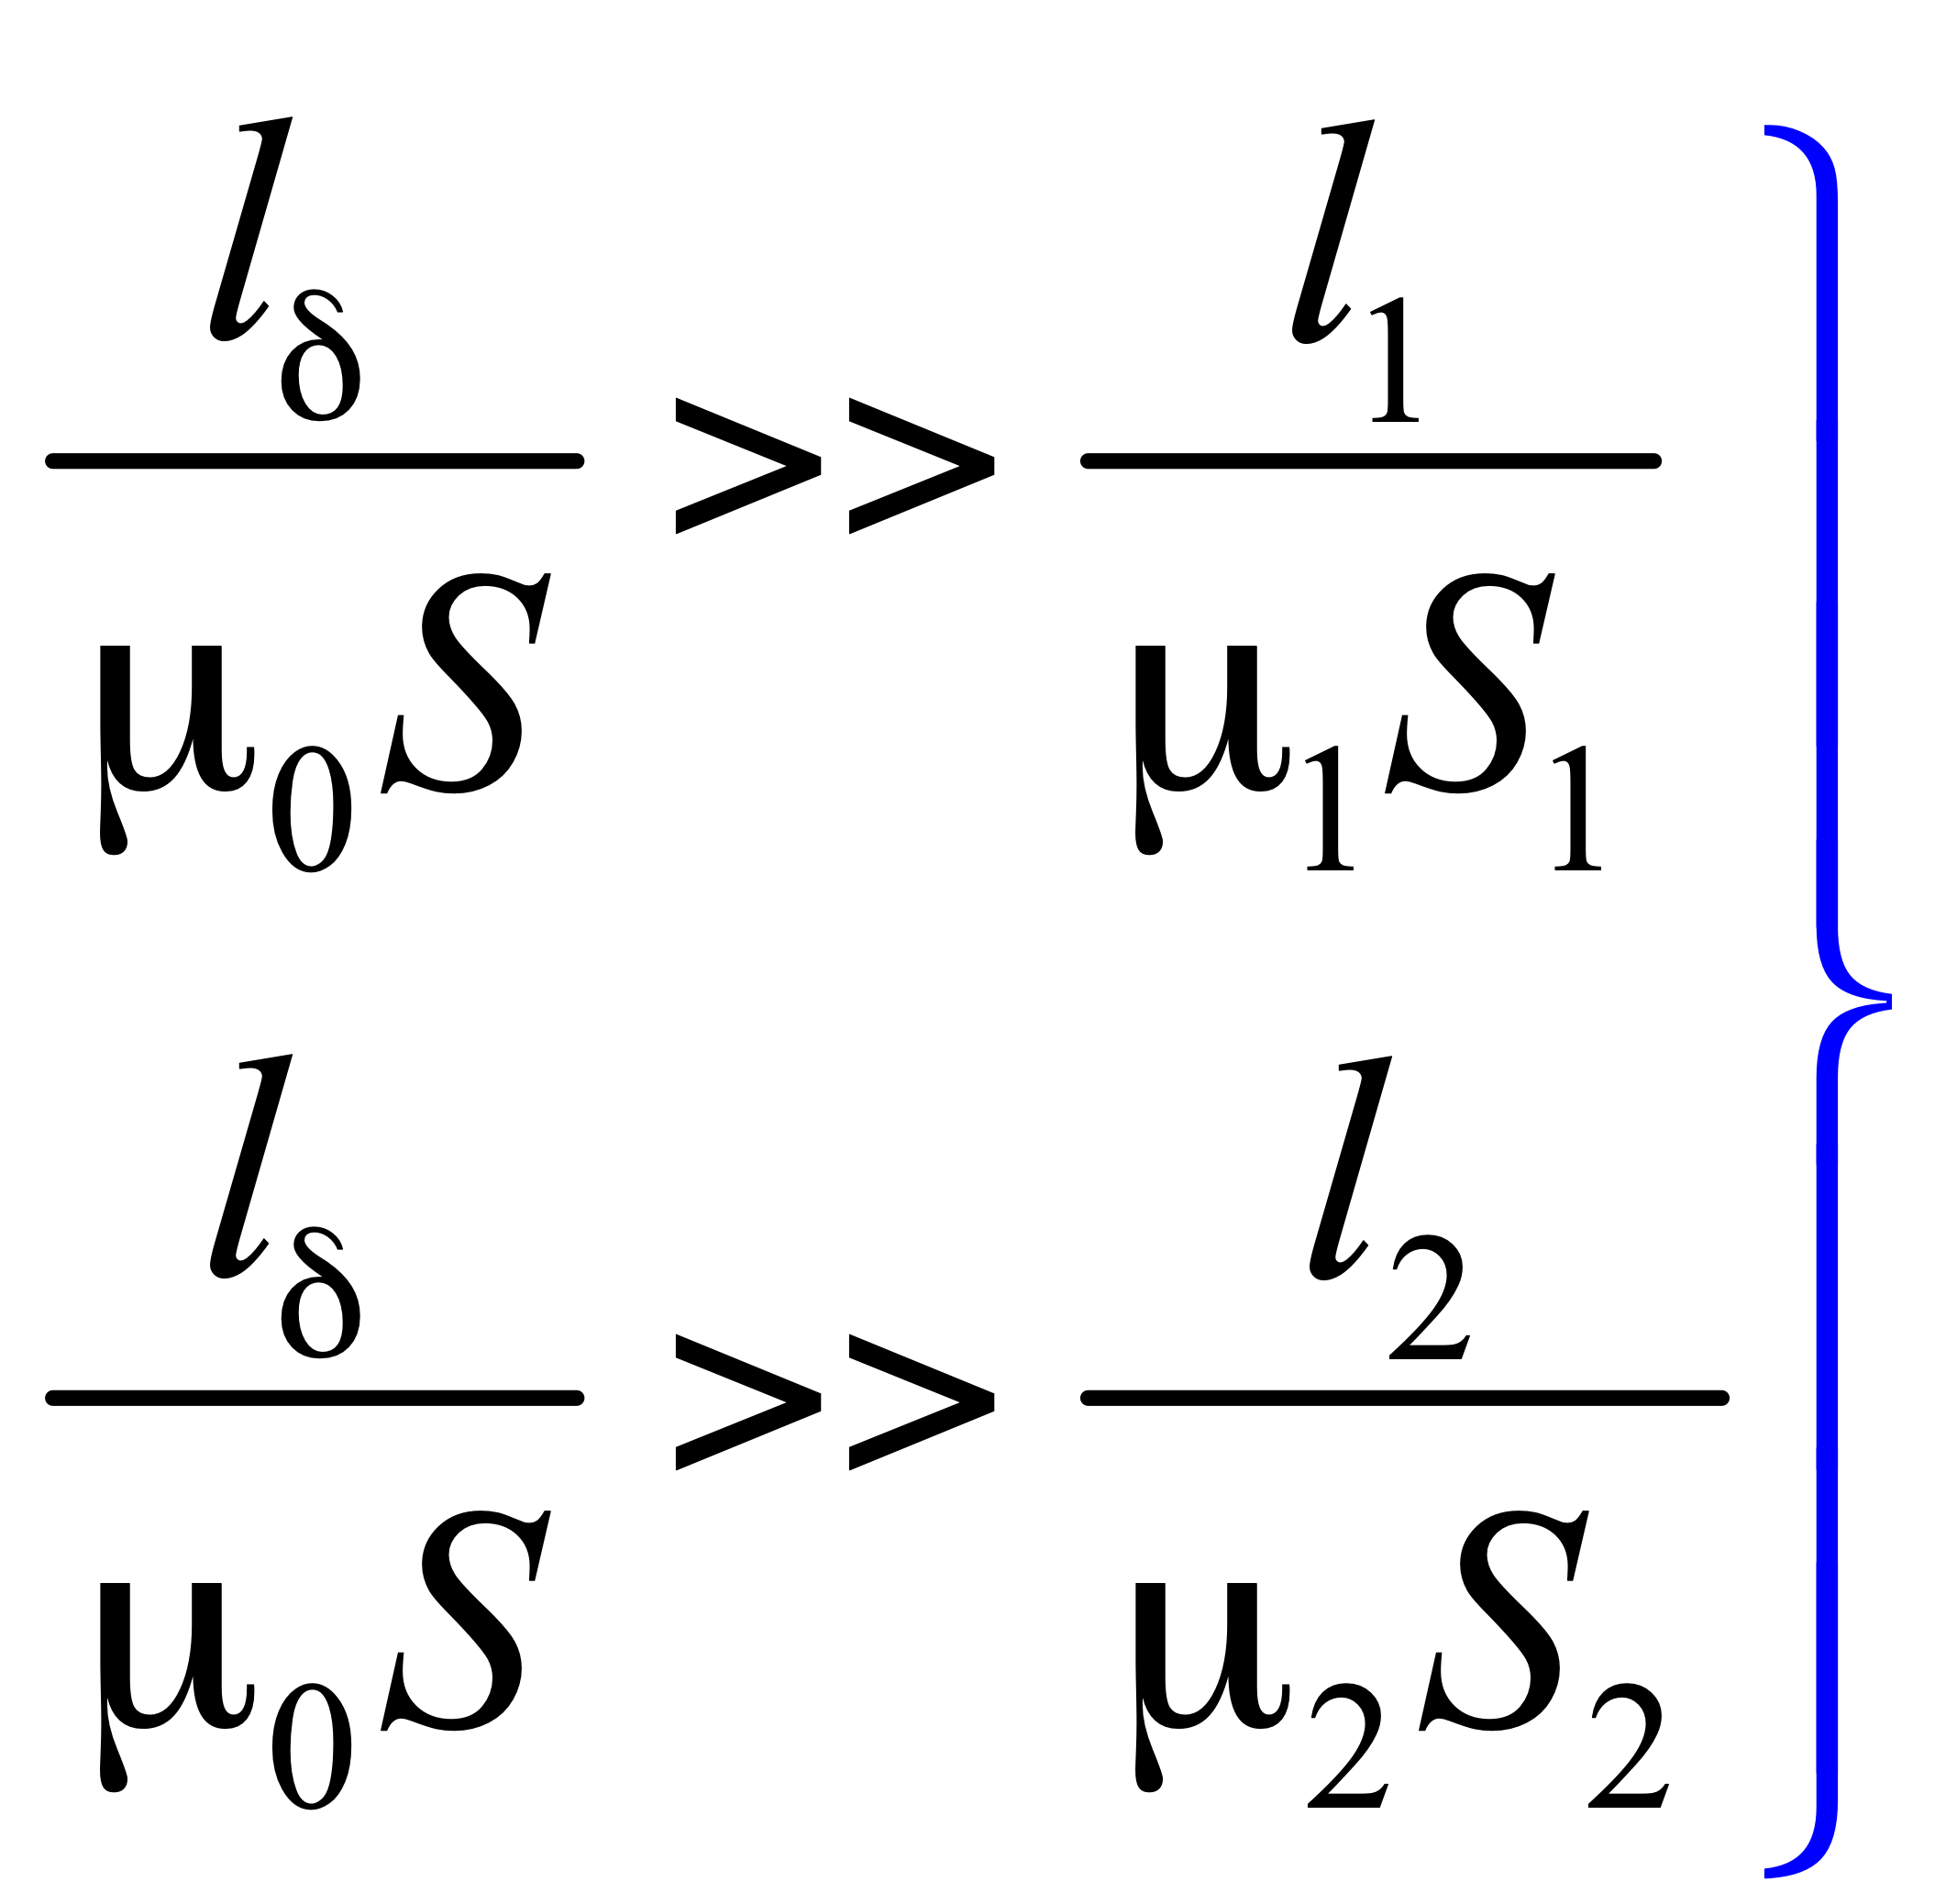 l_δ / μ_0 S >> l_1 / μ_1 S_1 }
l_δ / μ_0 S >> l_2 / μ_2 S_2